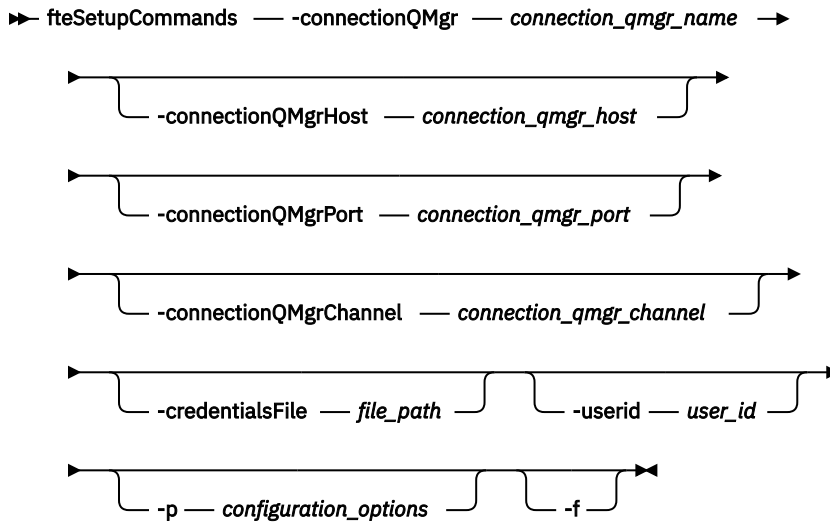 fteSetupCommands -connectionQMgr connection_qmgr_name
-connectionQMgrHost connection_qmgr_host
-connectionQMgrPort connection_qmgr_port
-connectionQMgrChannel connection_qmgr_channel
-credentialsFile file_path -userid user_id
-p configuration_options -f